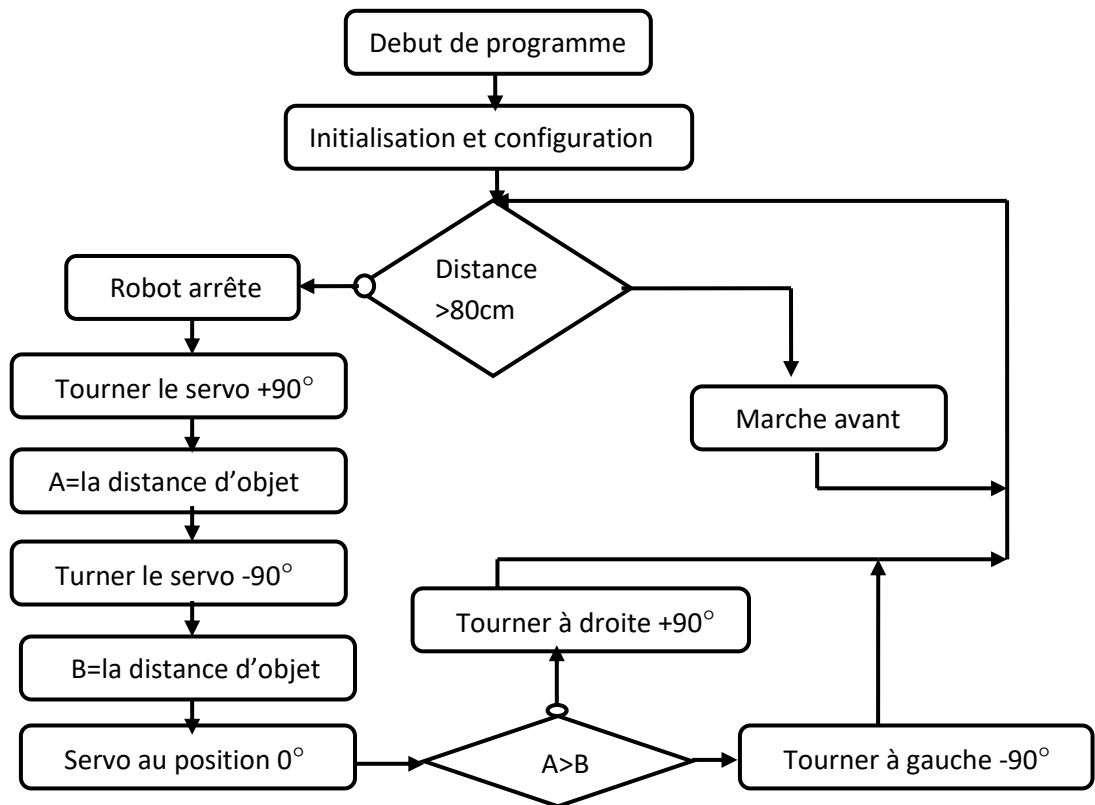 Debut de programme
Initialisation et configuration
Distance
>80cm
Robot arrête
Tourner le servo +90°
A=la distance d’objet
Turner le servo -90°
B=la distance d’objet
Servo au position 0°
A>B
Tourner à droite +90°
Tourner à gauche -90°
Marche avant